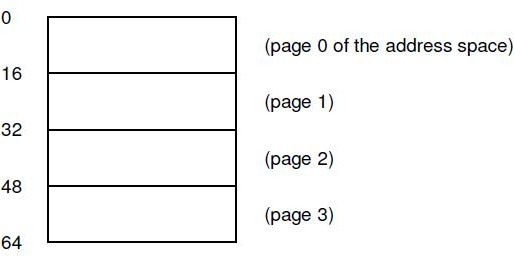 0
(page 0 of the address space)
16
(page 1)
32
(page 2)
48
(page 3)
64